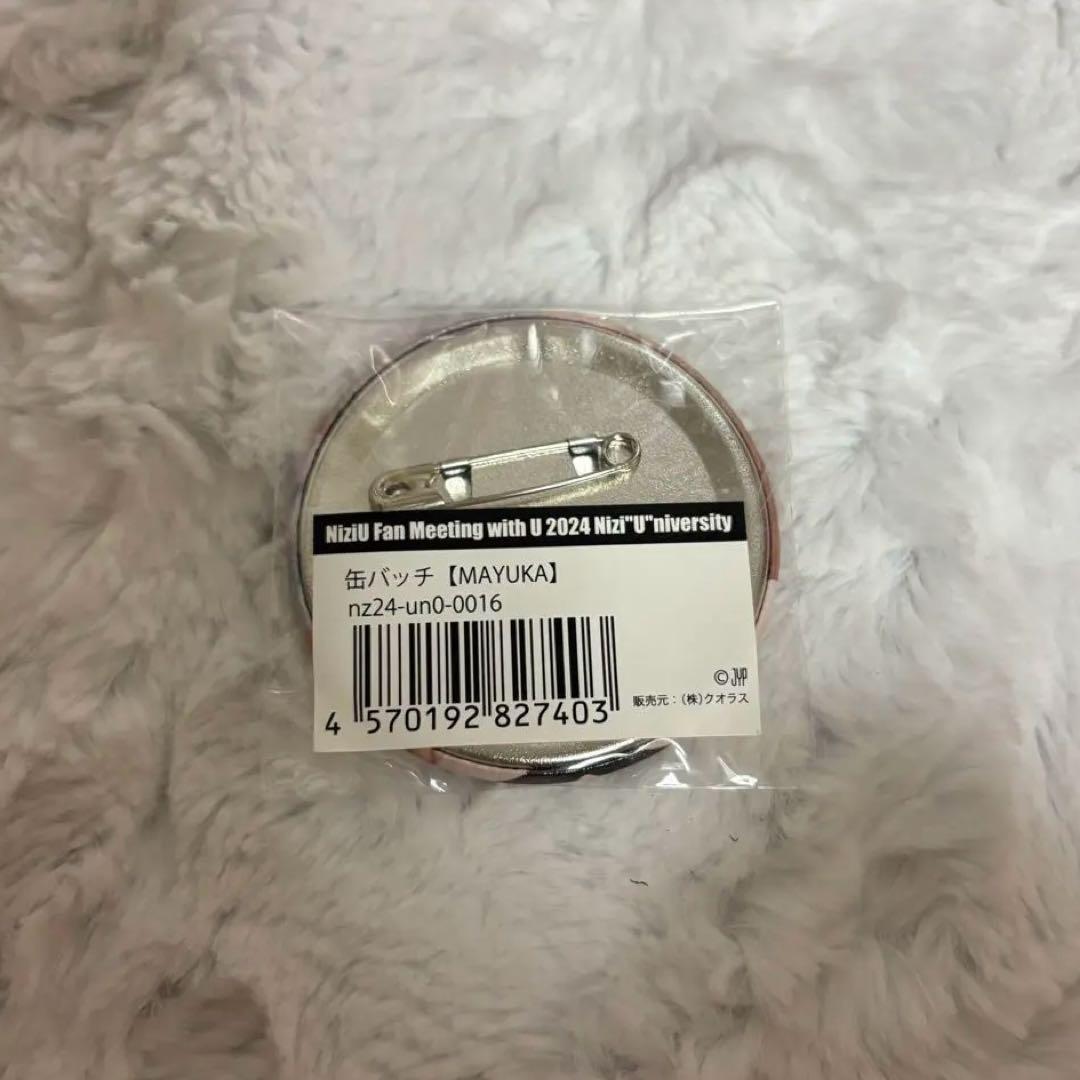 NiziU Fan Meeting with U 2024 Nizi"U"niversity
缶バッチ【MAYUKA】
nz24-un0-0016
4 570192 827403
© JYP
販売元：(株)クオラス